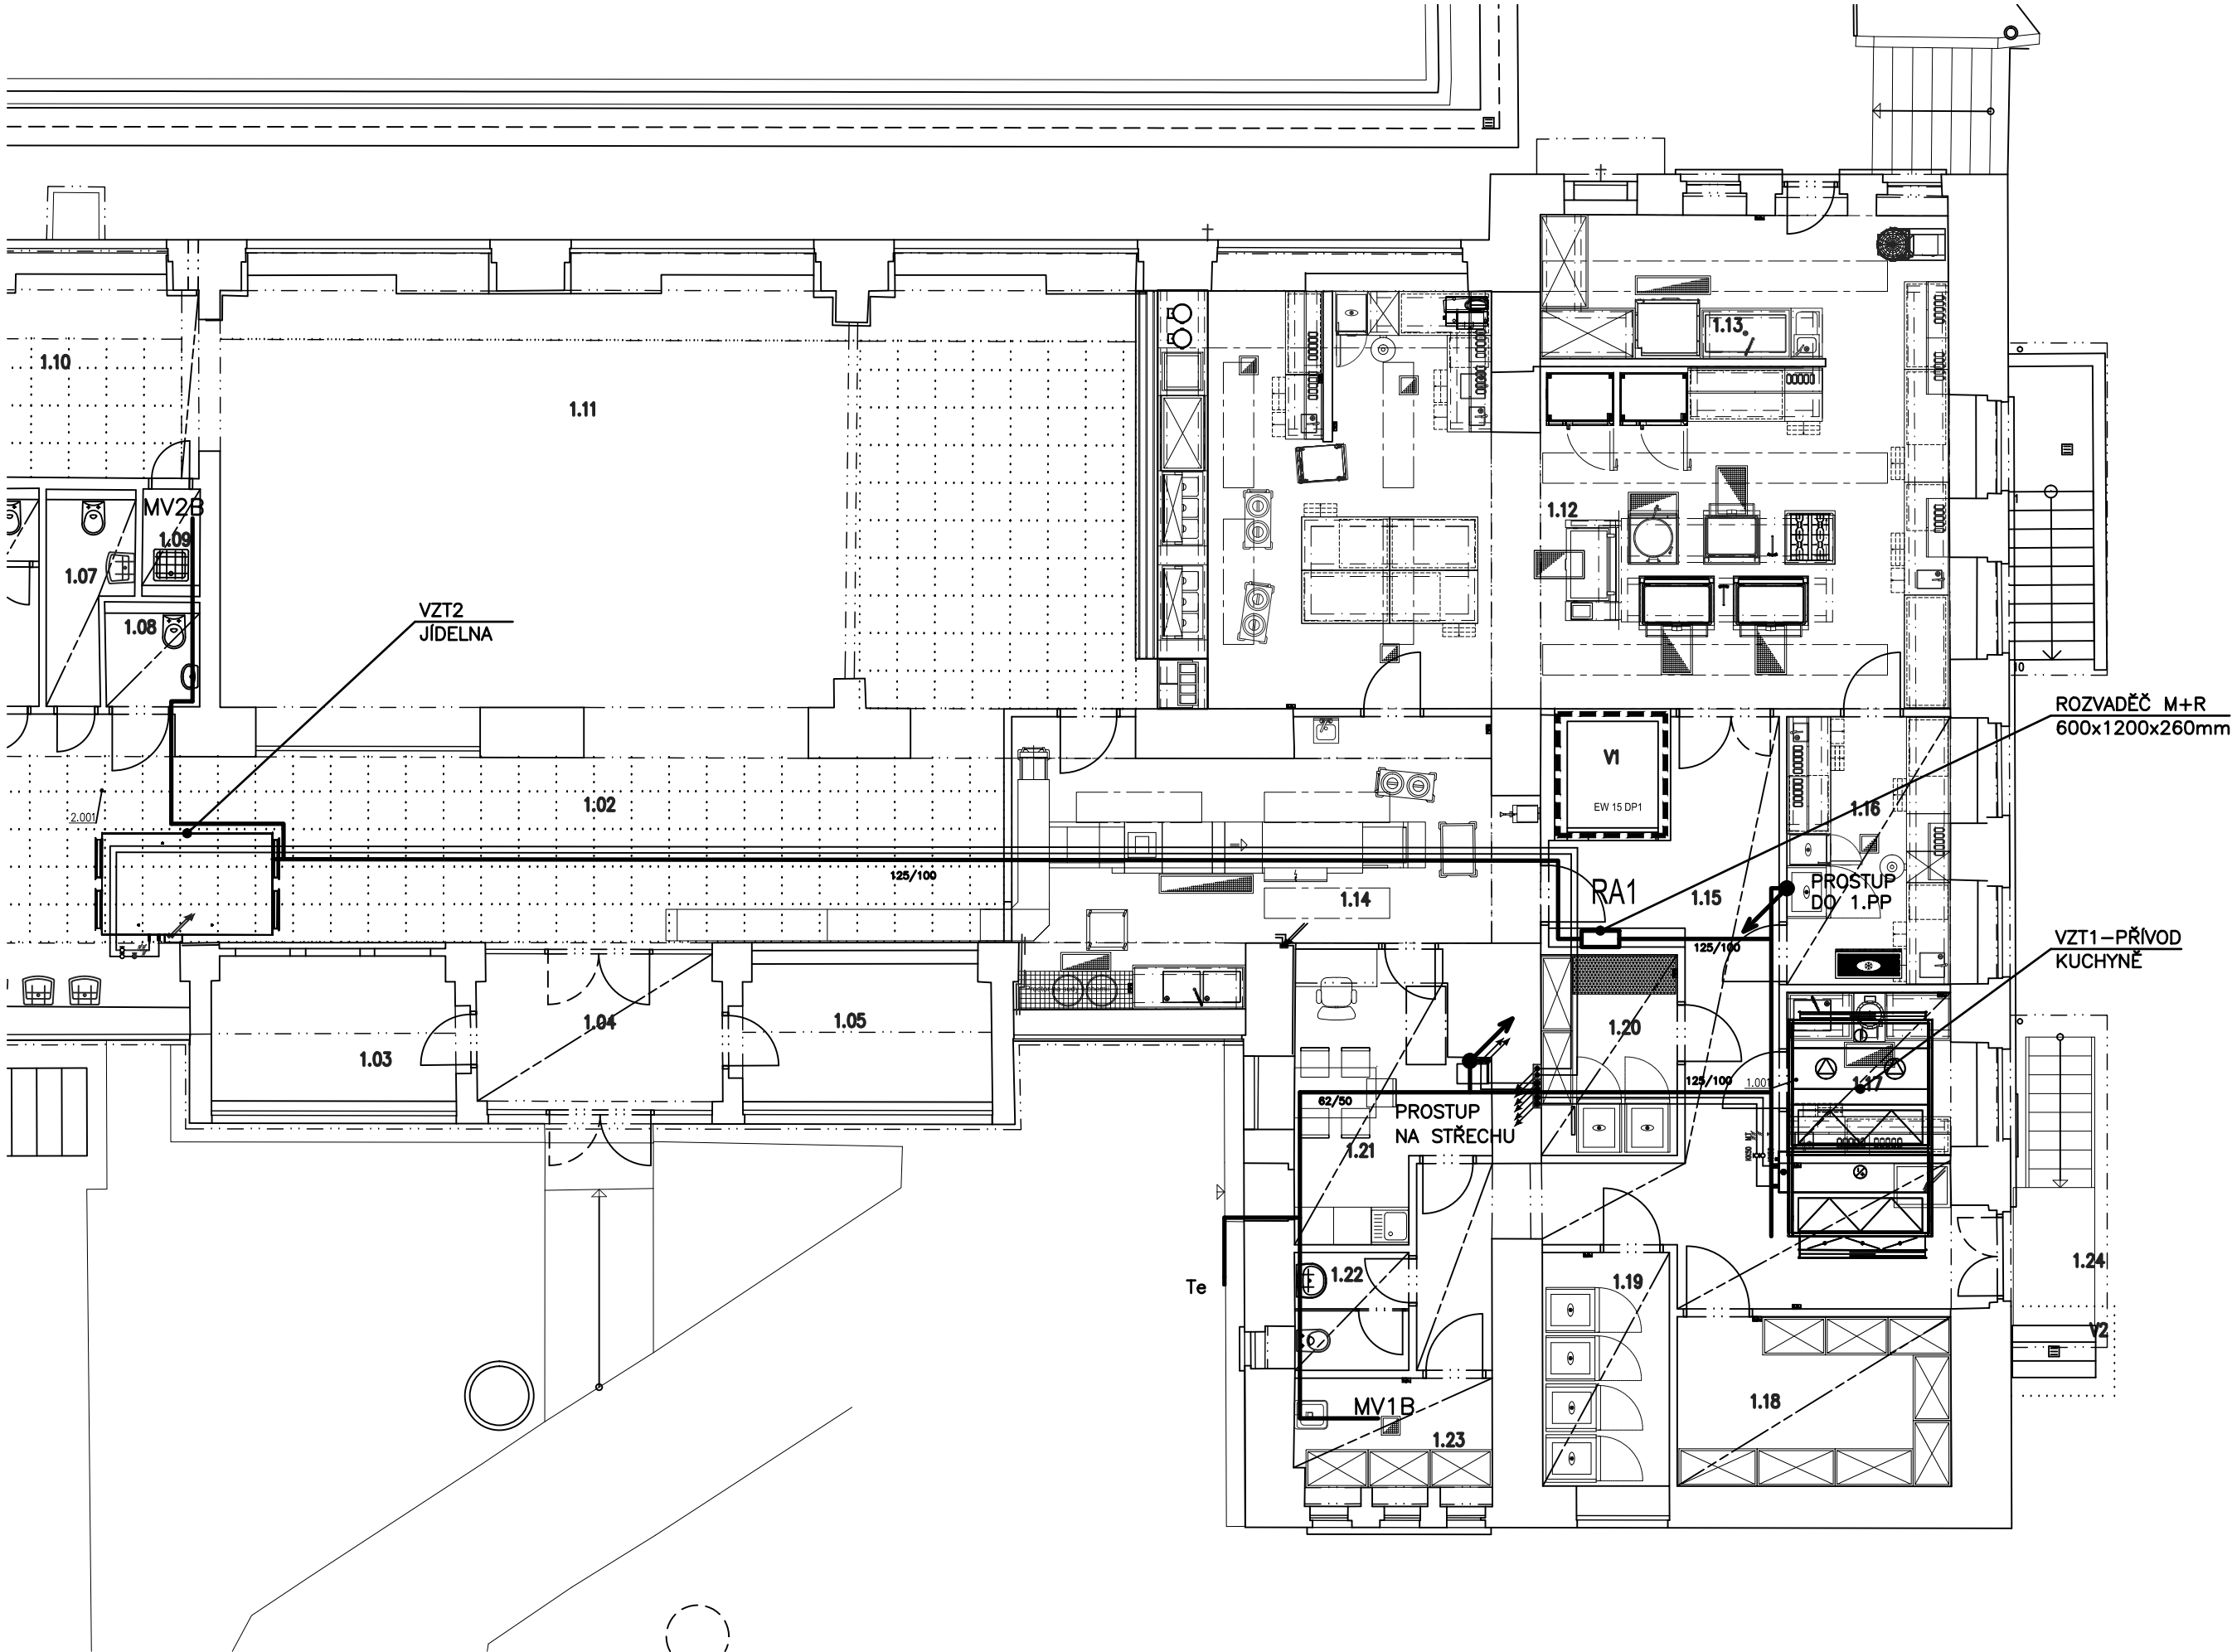 1.13
1.10
1.11
MV2B
1.12
1.09
1.07
VZT2
JÍDELNA
1.08
ROZVADĚČ M+R
600x1200x260mm
V1
EW 15 DP1
1.02
1.16
2.001
125/100
PROSTUP
DO 1.PP
RA1
1.15
1.14
VZT1-PŘÍVOD
KUCHYNĚ
125/100
1.04
1.05
1.20
1.03
125/100
1.001
1.17
62/50
PROSTUP
NA STŘECHU
1.21
1.24
1.22
1.19
Te
V2
1.18
MV1B
1.23